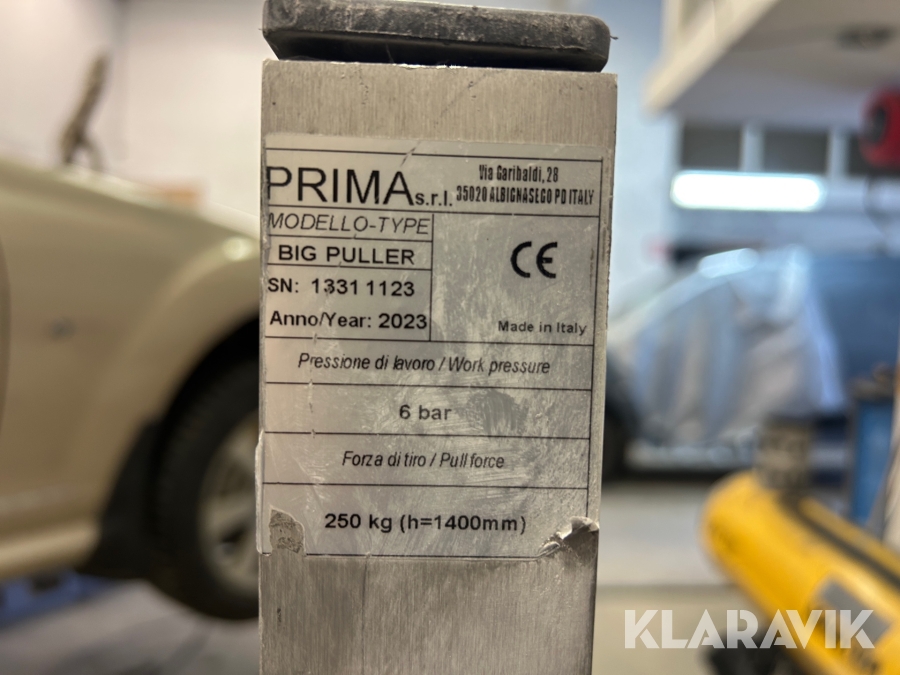 PRIMA s.r.l.
Via Garibaldi, 28
35020 ALBIGNASEGO PD ITALY
MODELLO-TYPE
BIG PULLER
SN: 1331 1123
Anno/Year: 2023
CE
Made in Italy
Pressione di lavoro / Work pressure
6 bar
Forza di tiro / Pull force
250 kg (h=1400mm)
KLARAVIK